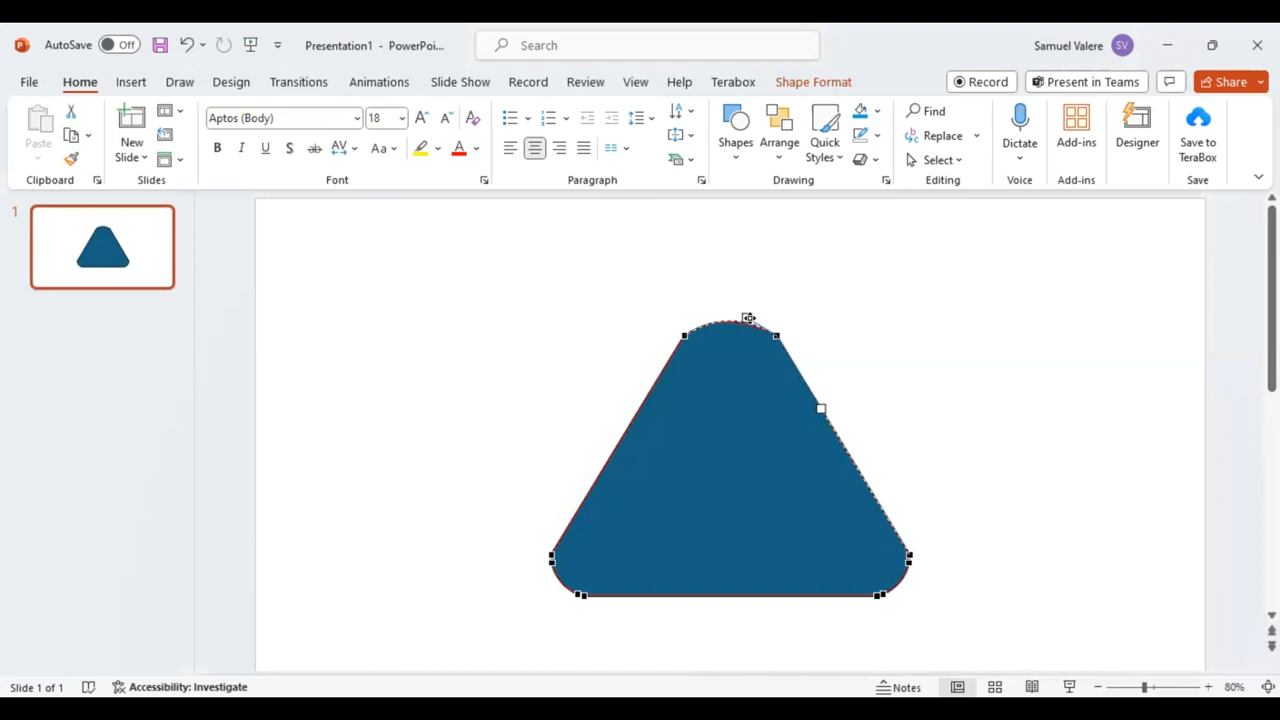 AutoSave Off Presentation1 - PowerPoi... Search Samuel Valere SV
File Home Insert Draw Design Transitions Animations Slide Show Record Review View Help Terabox Shape Format Record Present in Teams Share
Paste New Slide Aptos (Body) 18 B I U S ab AV Aa A A Shapes Arrange Quick Styles Find Replace Select Dictate Add-ins Designer Save to TeraBox
Clipboard Slides Font Paragraph Drawing Editing Voice Add-ins Save
1
Slide 1 of 1 Accessibility: Investigate Notes 80%